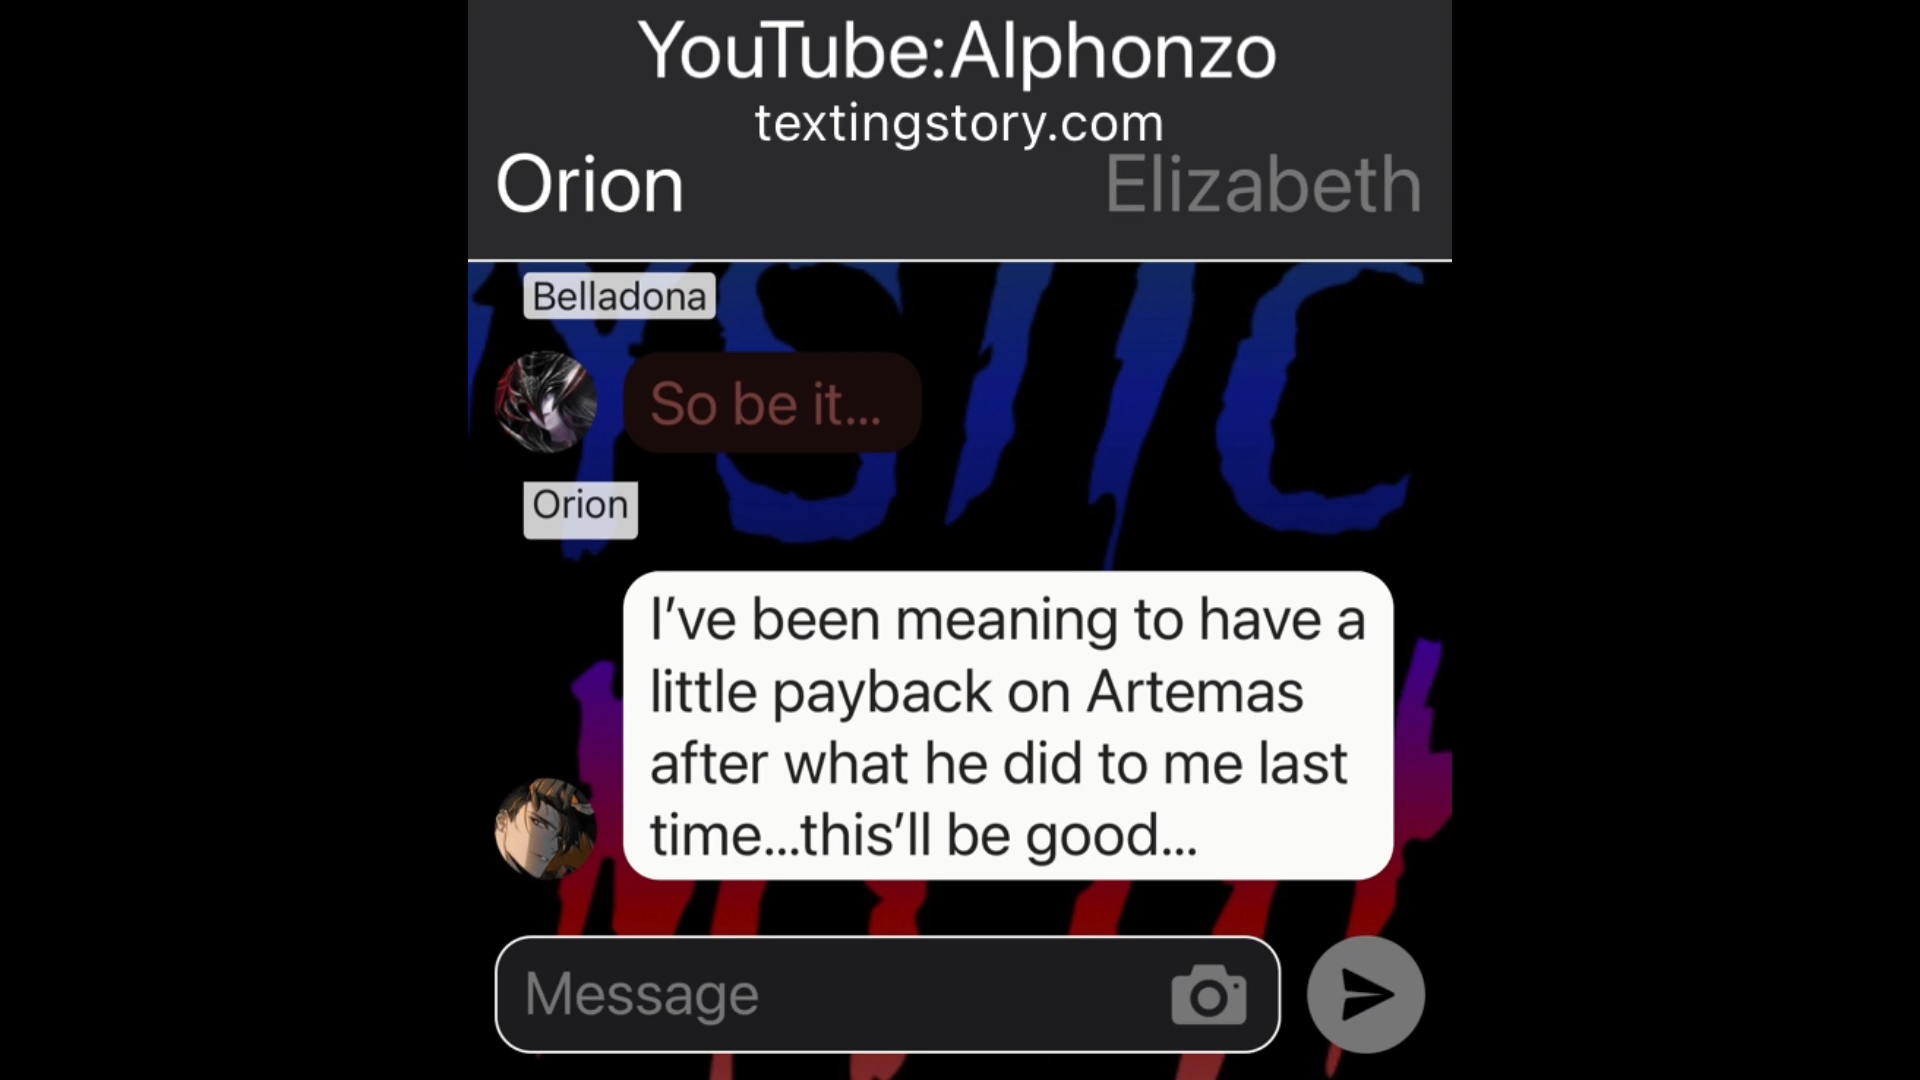 YouTube:Alphonzo
textingstory.com
Orion
Elizabeth
Belladona
So be it...
Orion
I've been meaning to have a
little payback on Artemas
after what he did to me last
time...this'll be good...
Message